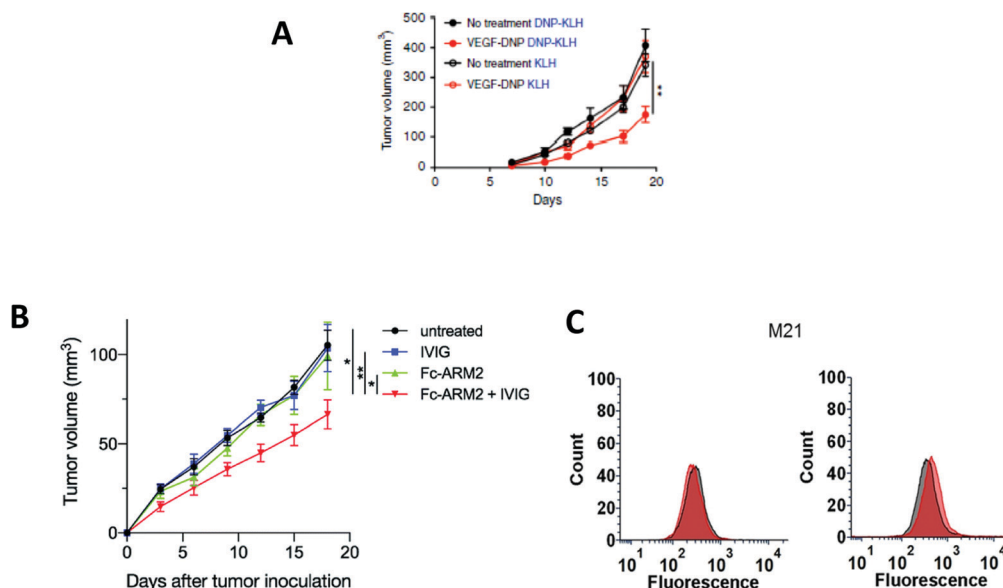 A
No treatment DNP-KLH
VEGF-DNP DNP-KLH
No treatment KLH
VEGF-DNP KLH
Tumor volume (mm³)
500
400
300
200
100
0
**
0 5 10 15 20
Days
B
untreated
IVIG
Fc-ARM2
Fc-ARM2 + IVIG
Tumor volume (mm³)
100
50
0
*
**
*
0 5 10 15 20
Days after tumor inoculation
C
M21
Count
100
80
60
40
20
0
10¹ 10² 10³ 10⁴
Fluorescence
Count
100
80
60
40
20
0
10¹ 10² 10³ 10⁴
Fluorescence